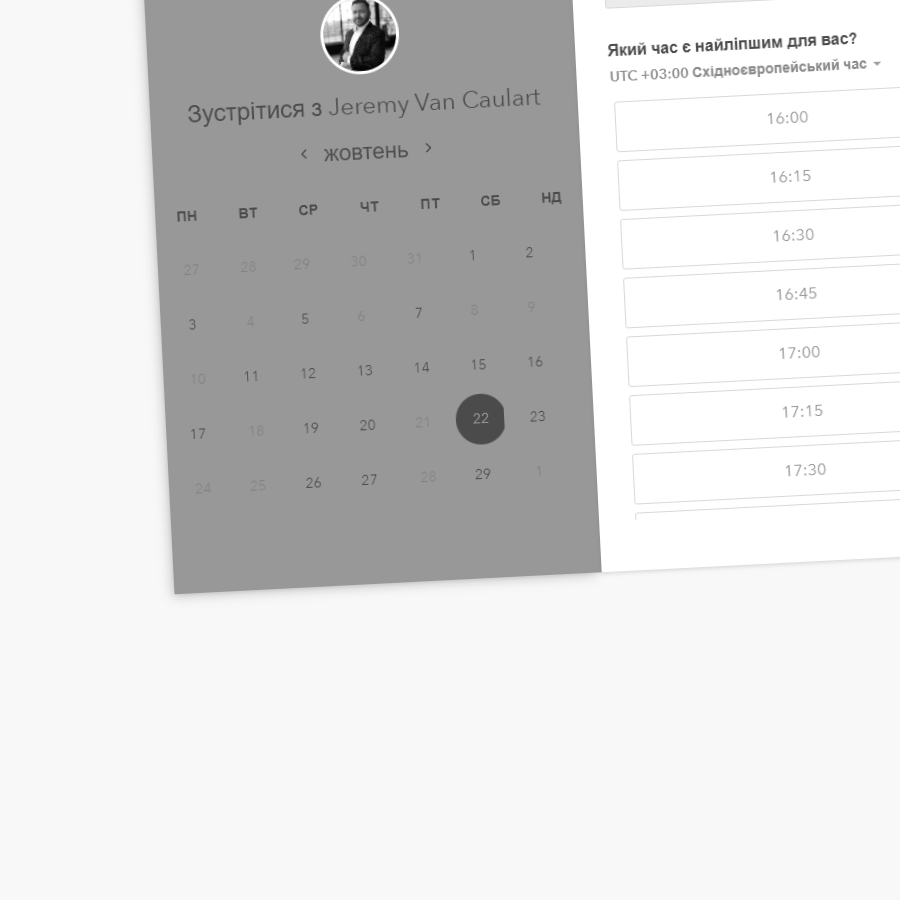 Зустрітися з Jeremy Van Caulart
‹ жовтень ›
ПН ВТ СР ЧТ ПТ СБ НД
27 28 29 30 31 1 2
3 4 5 6 7 8 9
10 11 12 13 14 15 16
17 18 19 20 21 22 23
24 25 26 27 28 29 1
Який час є найліпшим для вас?
UTC +03:00 Східноєвропейський час
16:00
16:15
16:30
16:45
17:00
17:15
17:30